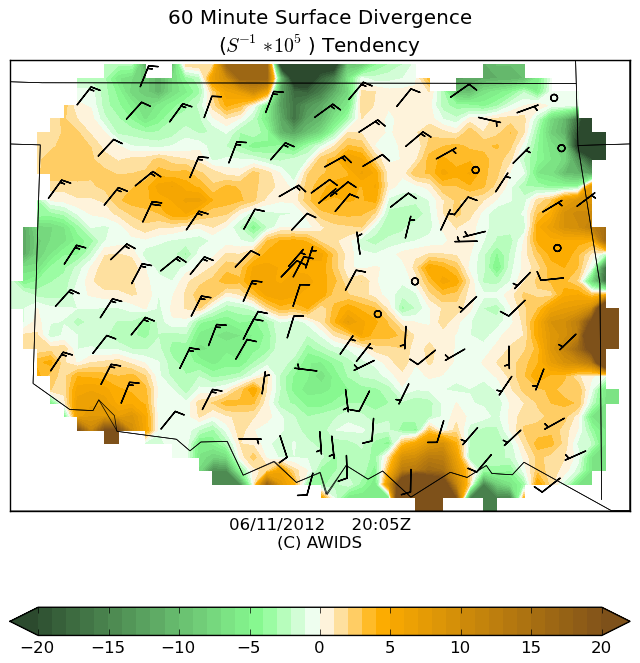 60 Minute Surface Divergence
(S⁻¹ *10⁵ ) Tendency
06/11/2012 20:05Z
(C) AWIDS
−20 −15 −10 −5 0 5 10 15 20